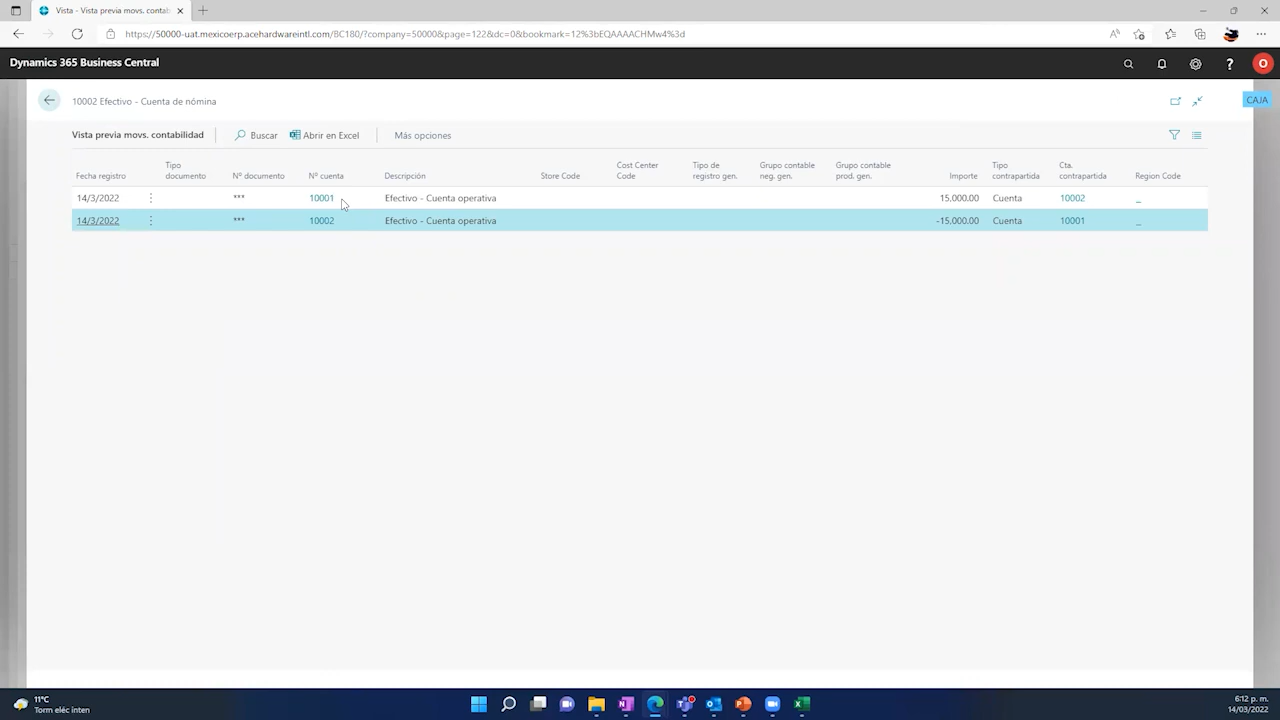 Vista - Vista previa movs. contab
https://50000-uat.mexicoerp.acehardwareintl.com/BC180/?company=50000&page=122&dc=0&bookmark=12%3bEQAAAACHMw4%3d
Dynamics 365 Business Central
?
O
10002 Efectivo - Cuenta de nómina
CAJA
Vista previa movs. contabilidad
Buscar
Abrir en Excel
Más opciones
Fecha registro
Tipo
documento
Nº documento
Nº cuenta
Descripción
Store Code
Cost Center
Code
Tipo de
registro gen.
Grupo contable
neg. gen.
Grupo contable
prod. gen.
Importe
Tipo
contrapartida
Cta.
contrapartida
Region Code
14/3/2022 *** 10001 Efectivo - Cuenta operativa 15,000.00 Cuenta 10002 _
14/3/2022 *** 10002 Efectivo - Cuenta operativa -15,000.00 Cuenta 10001 _
11°C
Torm eléc inten
6:12 p. m.
14/03/2022